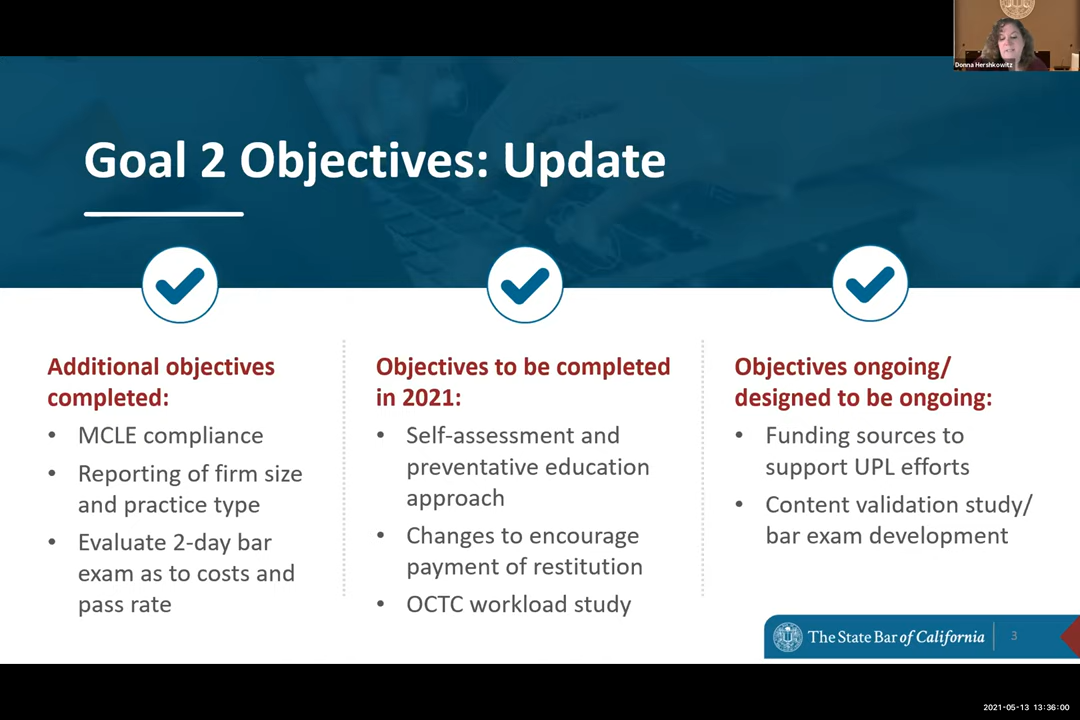 Donna Hershkowitz
Goal 2 Objectives: Update
Additional objectives
completed:
• MCLE compliance
• Reporting of firm size
and practice type
• Evaluate 2-day bar
exam as to costs and
pass rate
Objectives to be completed
in 2021:
• Self-assessment and
preventative education
approach
• Changes to encourage
payment of restitution
• OCTC workload study
Objectives ongoing/
designed to be ongoing:
• Funding sources to
support UPL efforts
• Content validation study/
bar exam development
The State Bar of California
3
2021-05-13 13:36:00